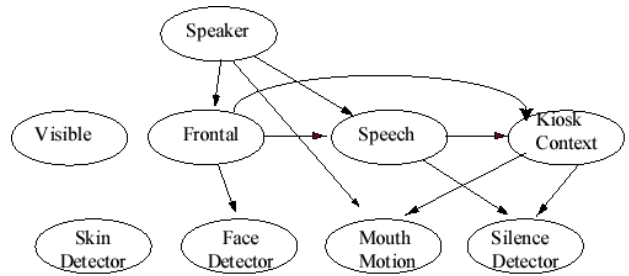 Speaker
Visible
Frontal
Speech
Kiosk
Context
Skin
Detector
Face
Detector
Mouth
Motion
Silence
Detector